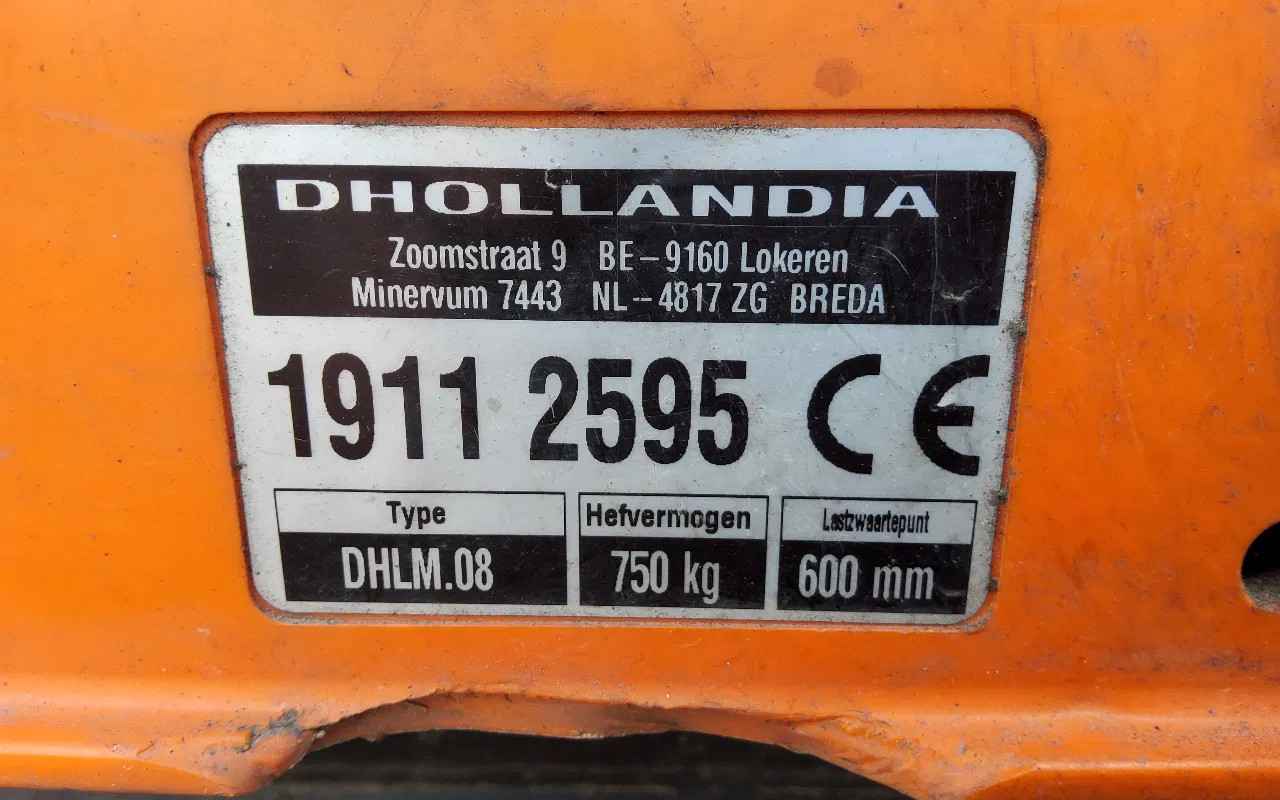 DHOLLANDIA
Zoomstraat 9 BE-9160 Lokeren
Minervum 7443 NL--4817 ZG BREDA
1911 2595 CE
Type Hefvermogen Lastzwaartepunt
DHLM.08 750 kg 600 mm